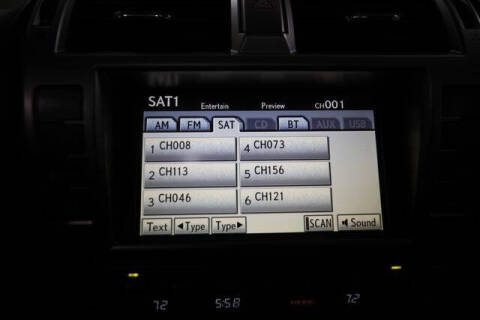 SAT1 Entertain Preview CH001
AM FM SAT CD BT AUX USB
1 CH008 4 CH073
2 CH113 5 CH156
3 CH046 6 CH121
Text ◄Type Type► SCAN Sound
72 5:58 72